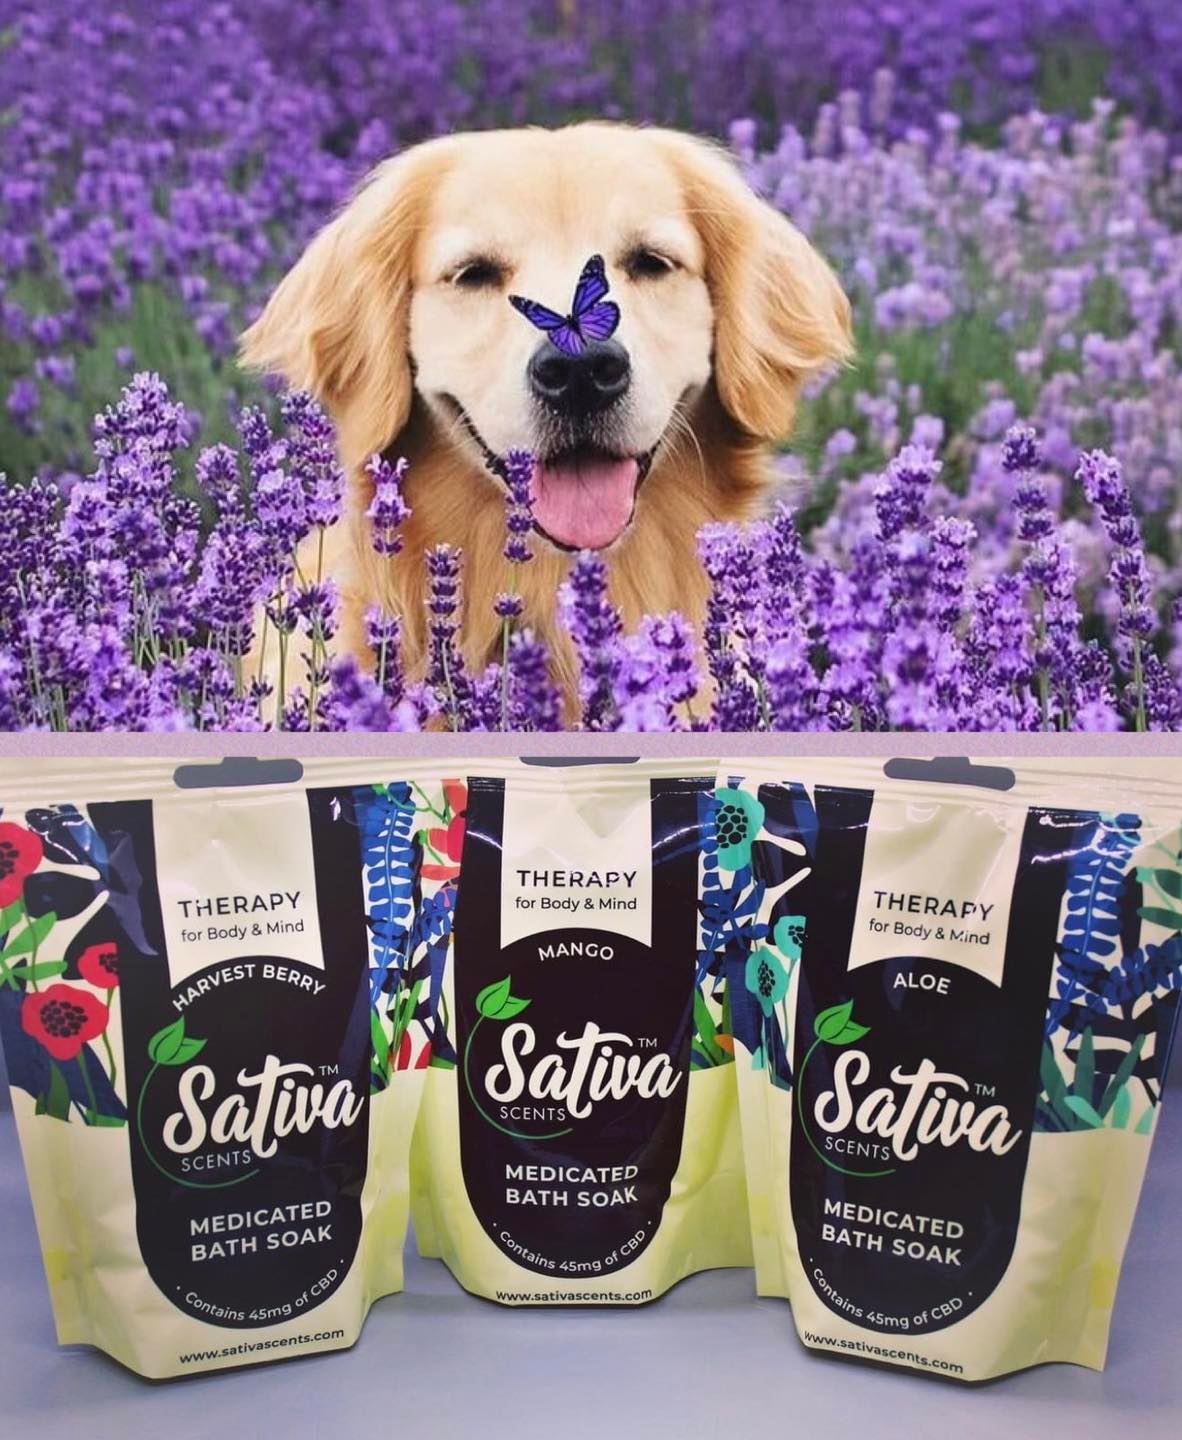 THERAPY
for Body & Mind
HARVEST BERRY
Sativa™
SCENTS
MEDICATED
BATH SOAK
· Contains 45mg of CBD ·
www.sativascents.com
THERAPY
for Body & Mind
MANGO
Sativa™
SCENTS
MEDICATED
BATH SOAK
· Contains 45mg of CBD ·
www.sativascents.com
THERAPY
for Body & Mind
ALOE
Sativa™
SCENTS
MEDICATED
BATH SOAK
· Contains 45mg of CBD ·
www.sativascents.com